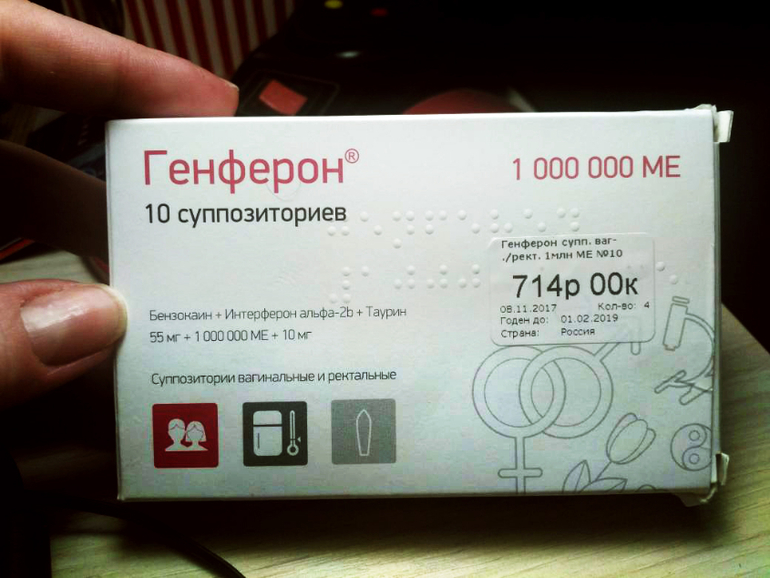 Генферон®
1 000 000 МЕ
10 суппозиториев
Генферон супп. ваг-
./рект. 1млн МЕ №10
714р 00к
08.11.2017 Кол-во: 4
Годен до: 01.02.2019
Страна: Россия
Бензокаин + Интерферон альфа-2b + Таурин
55 мг + 1 000 000 МЕ + 10 мг
Суппозитории вагинальные и ректальные